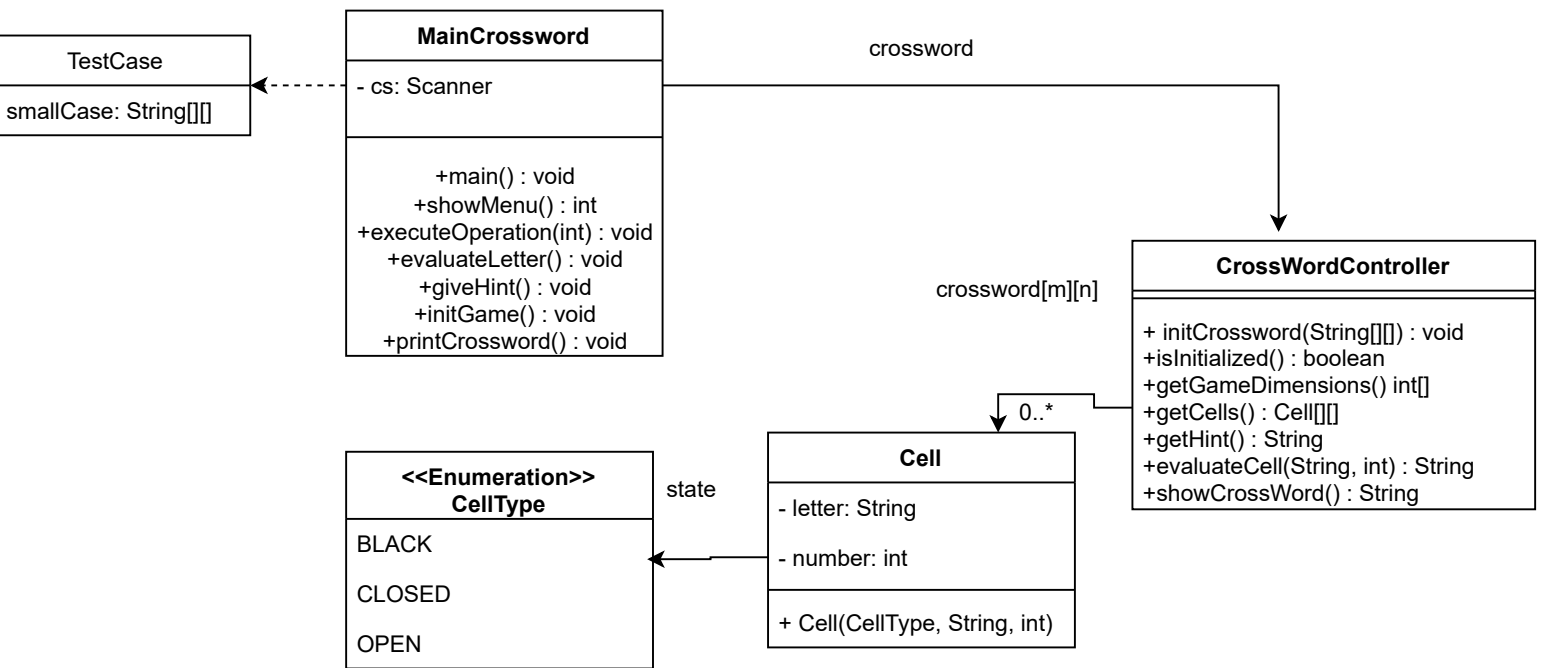 TestCase
smallCase: String[][]
MainCrossword
- cs: Scanner
+main() : void
+showMenu() : int
+executeOperation(int) : void
+evaluateLetter() : void
+giveHint() : void
+initGame() : void
+printCrossword() : void
crossword
CrossWordController
+ initCrossword(String[][]) : void
+isInitialized() : boolean
+getGameDimensions() int[]
+getCells() : Cell[][]
+getHint() : String
+evaluateCell(String, int) : String
+showCrossWord() : String
crossword[m][n]
0..*
Cell
- letter: String
- number: int
+ Cell(CellType, String, int)
state
<<Enumeration>>
CellType
BLACK
CLOSED
OPEN